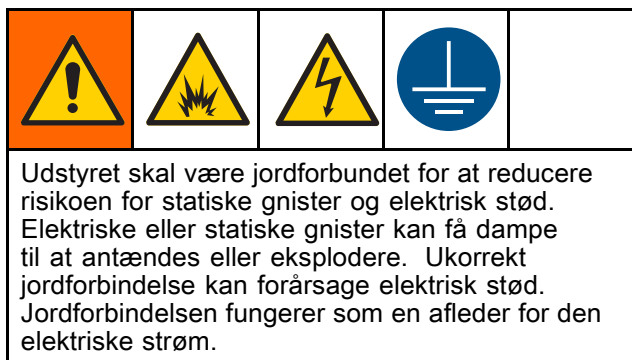 Udstyret skal være jordforbundet for at reducere
risikoen for statiske gnister og elektrisk stød.
Elektriske eller statiske gnister kan få dampe
til at antændes eller eksplodere. Ukorrekt
jordforbindelse kan forårsage elektrisk stød.
Jordforbindelsen fungerer som en afleder for den
elektriske strøm.